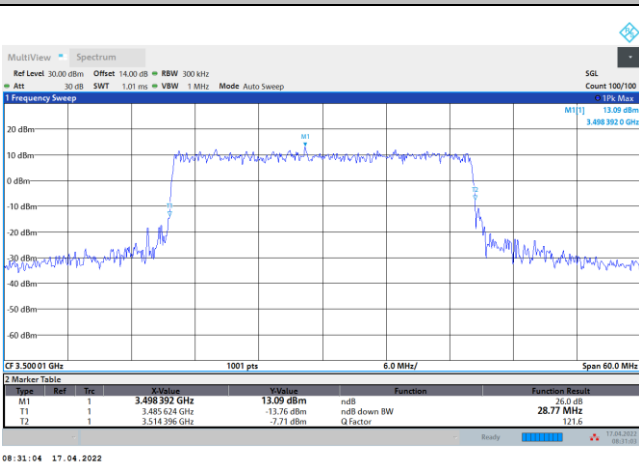 MultiView Spectrum
Ref Level 30.00 dBm Offset 14.00 dB RBW 300 kHz SGL
Att 30 dB SWT 1.01 ms VBW 1 MHz Mode Auto Sweep Count 100/100
1 Frequency Sweep 1Pk Max
M1[1] 13.09 dBm
3.498 392 0 GHz
20 dBm
M1
10 dBm
0 dBm
T2
T1
-10 dBm
-20 dBm
-30 dBm
-40 dBm
-50 dBm
-60 dBm
CF 3.500 01 GHz 1001 pts 6.0 MHz/ Span 60.0 MHz
2 Marker Table
Type Ref Trc X-Value Y-Value Function Function Result
M1 1 3.498 392 GHz 13.09 dBm ndB 26.0 dB
T1 1 3.485 624 GHz -13.76 dBm ndB down BW 28.77 MHz
T2 1 3.514 396 GHz -7.71 dBm Q Factor 121.6
Ready 17.04.2022
08:31:03
08:31:04 17.04.2022